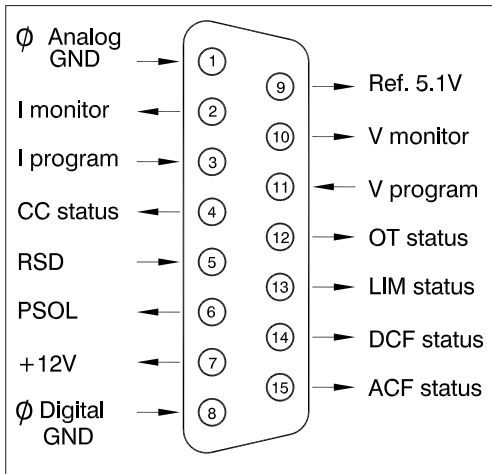 ϕ Analog
GND
1
I monitor
2
I program
3
CC status
4
RSD
5
PSOL
6
+12V
7
ϕ Digital
GND
8
9
Ref. 5.1V
10
V monitor
11
V program
12
OT status
13
LIM status
14
DCF status
15
ACF status